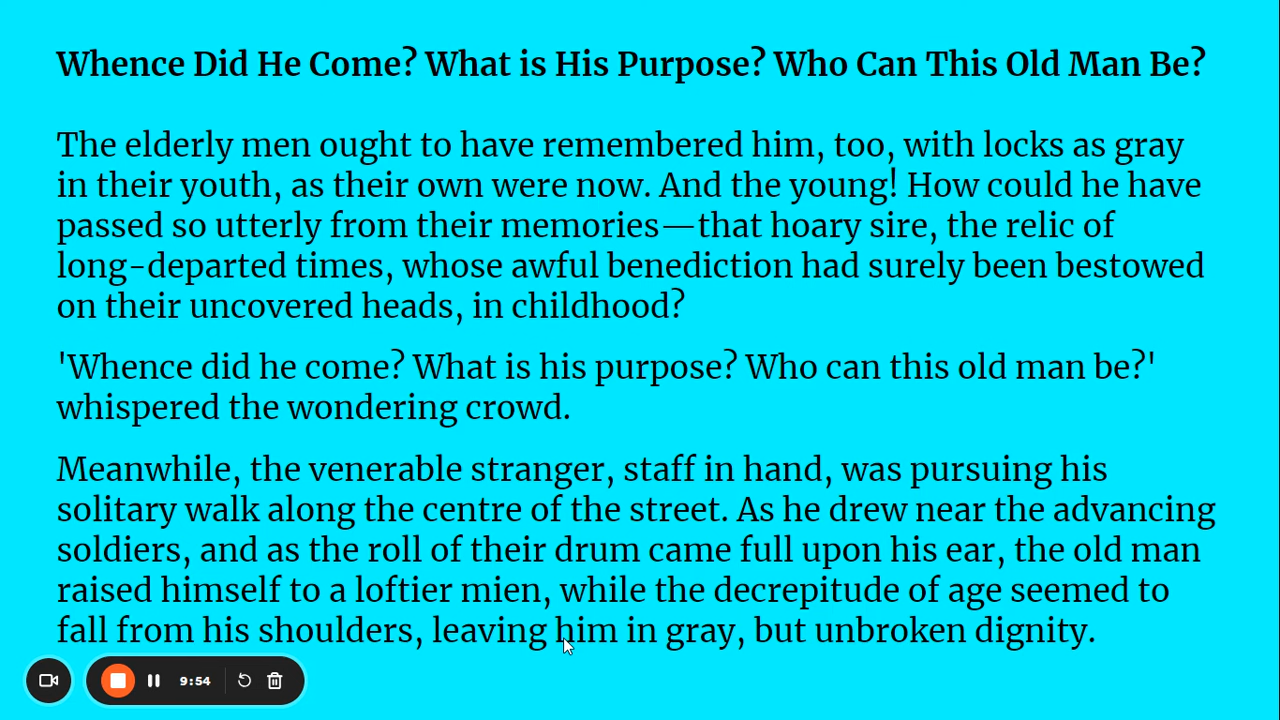 Whence Did He Come? What is His Purpose? Who Can This Old Man Be?
The elderly men ought to have remembered him, too, with locks as gray
in their youth, as their own were now. And the young! How could he have
passed so utterly from their memories—that hoary sire, the relic of
long-departed times, whose awful benediction had surely been bestowed
on their uncovered heads, in childhood?
'Whence did he come? What is his purpose? Who can this old man be?'
whispered the wondering crowd.
Meanwhile, the venerable stranger, staff in hand, was pursuing his
solitary walk along the centre of the street. As he drew near the advancing
soldiers, and as the roll of their drum came full upon his ear, the old man
raised himself to a loftier mien, while the decrepitude of age seemed to
fall from his shoulders, leaving him in gray, but unbroken dignity.
9:54